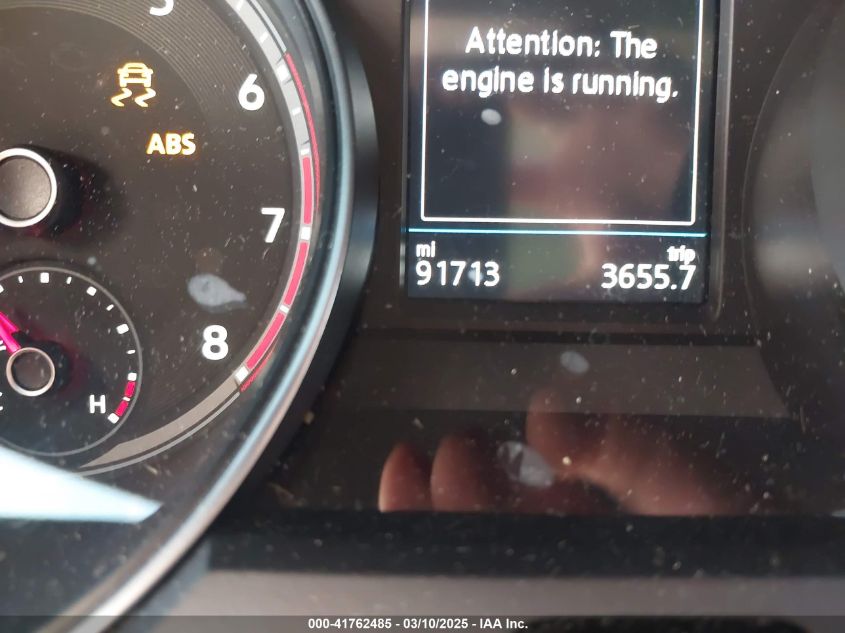 5
6
ABS
7
8
H
Attention: The
engine is running.
mi trip
91713 3655.7
000-41762485 - 03/10/2025 - IAA Inc.